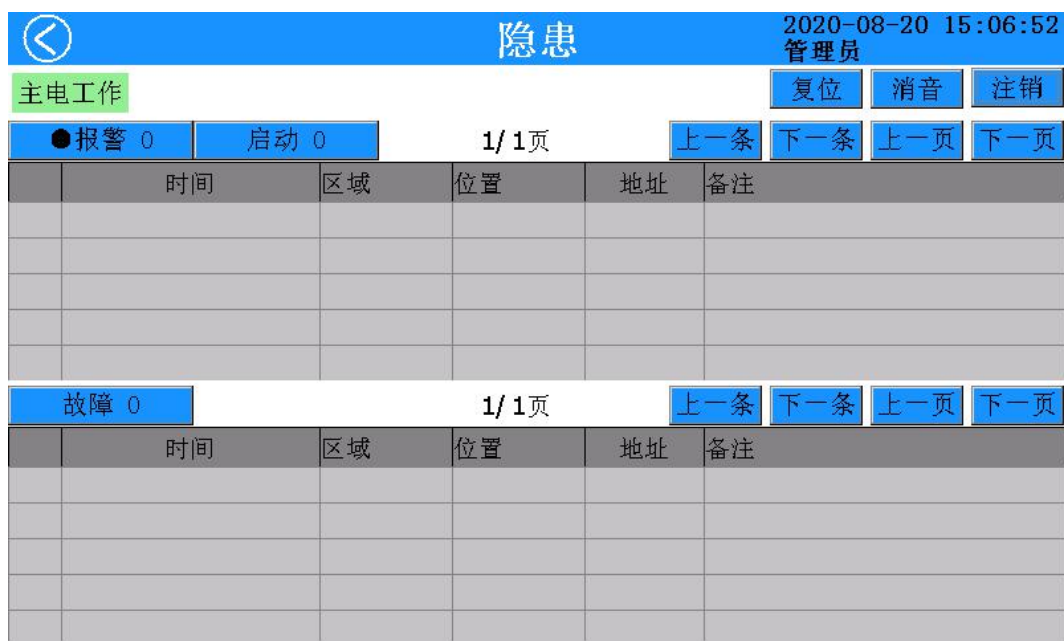 隐患 2020-08-20 15:06:52
管理员
主电工作 复位 消音 注销
●报警 0 启动 0 1/1页 上一条 下一条 上一页 下一页
时间 区域 位置 地址 备注
故障 0 1/1页 上一条 下一条 上一页 下一页
时间 区域 位置 地址 备注